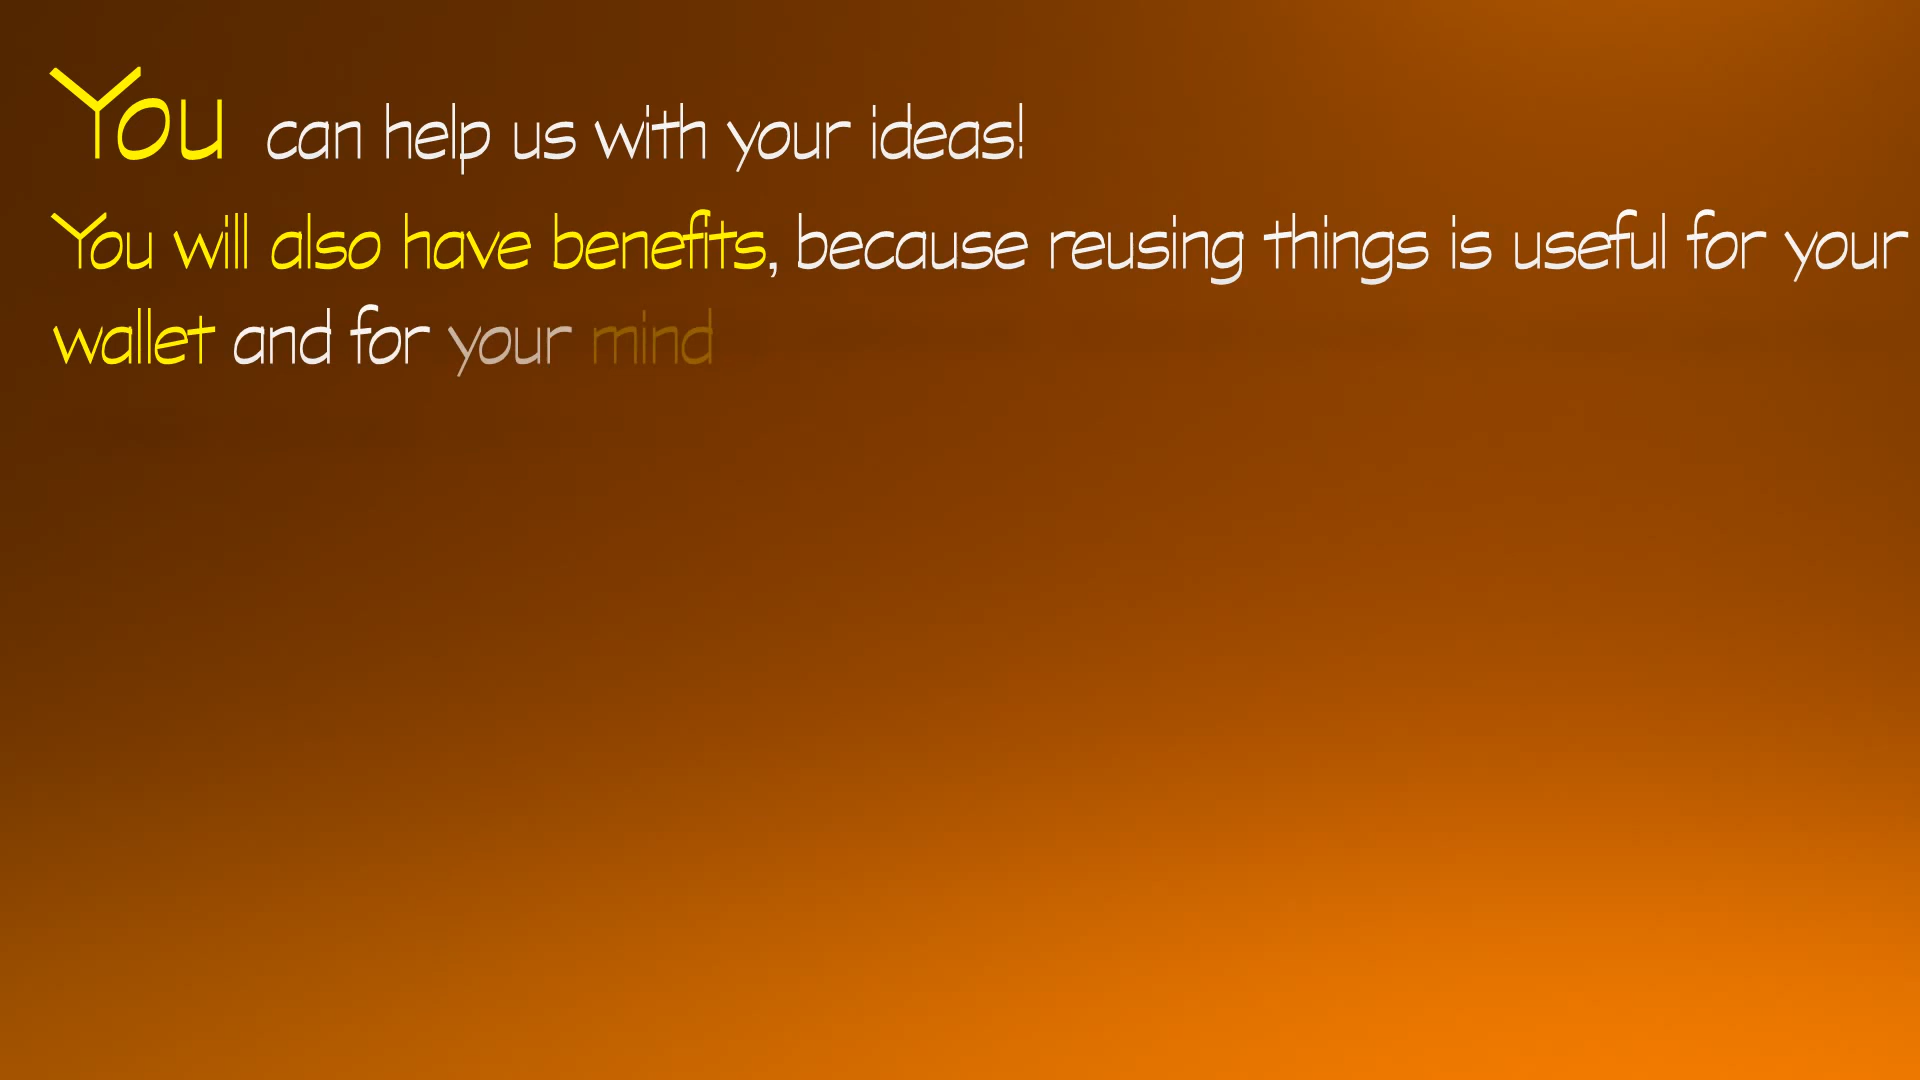 You can help us with your ideas!
You will also have benefits, because reusing things is useful for your
wallet and for your mind